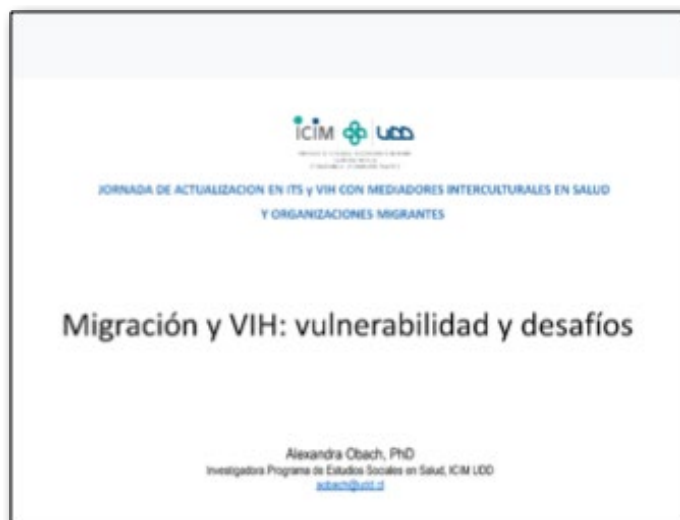 iCiM UDD
JORNADA DE ACTUALIZACION EN ITS y VIH CON MEDIADORES INTERCULTURALES EN SALUD
Y ORGANIZACIONES MIGRANTES
Migración y VIH: vulnerabilidad y desafíos
Alexandra Obach, PhD
Investigadora Programa de Estudios Sociales en Salud, ICIM UDD
aobach@udd.cl